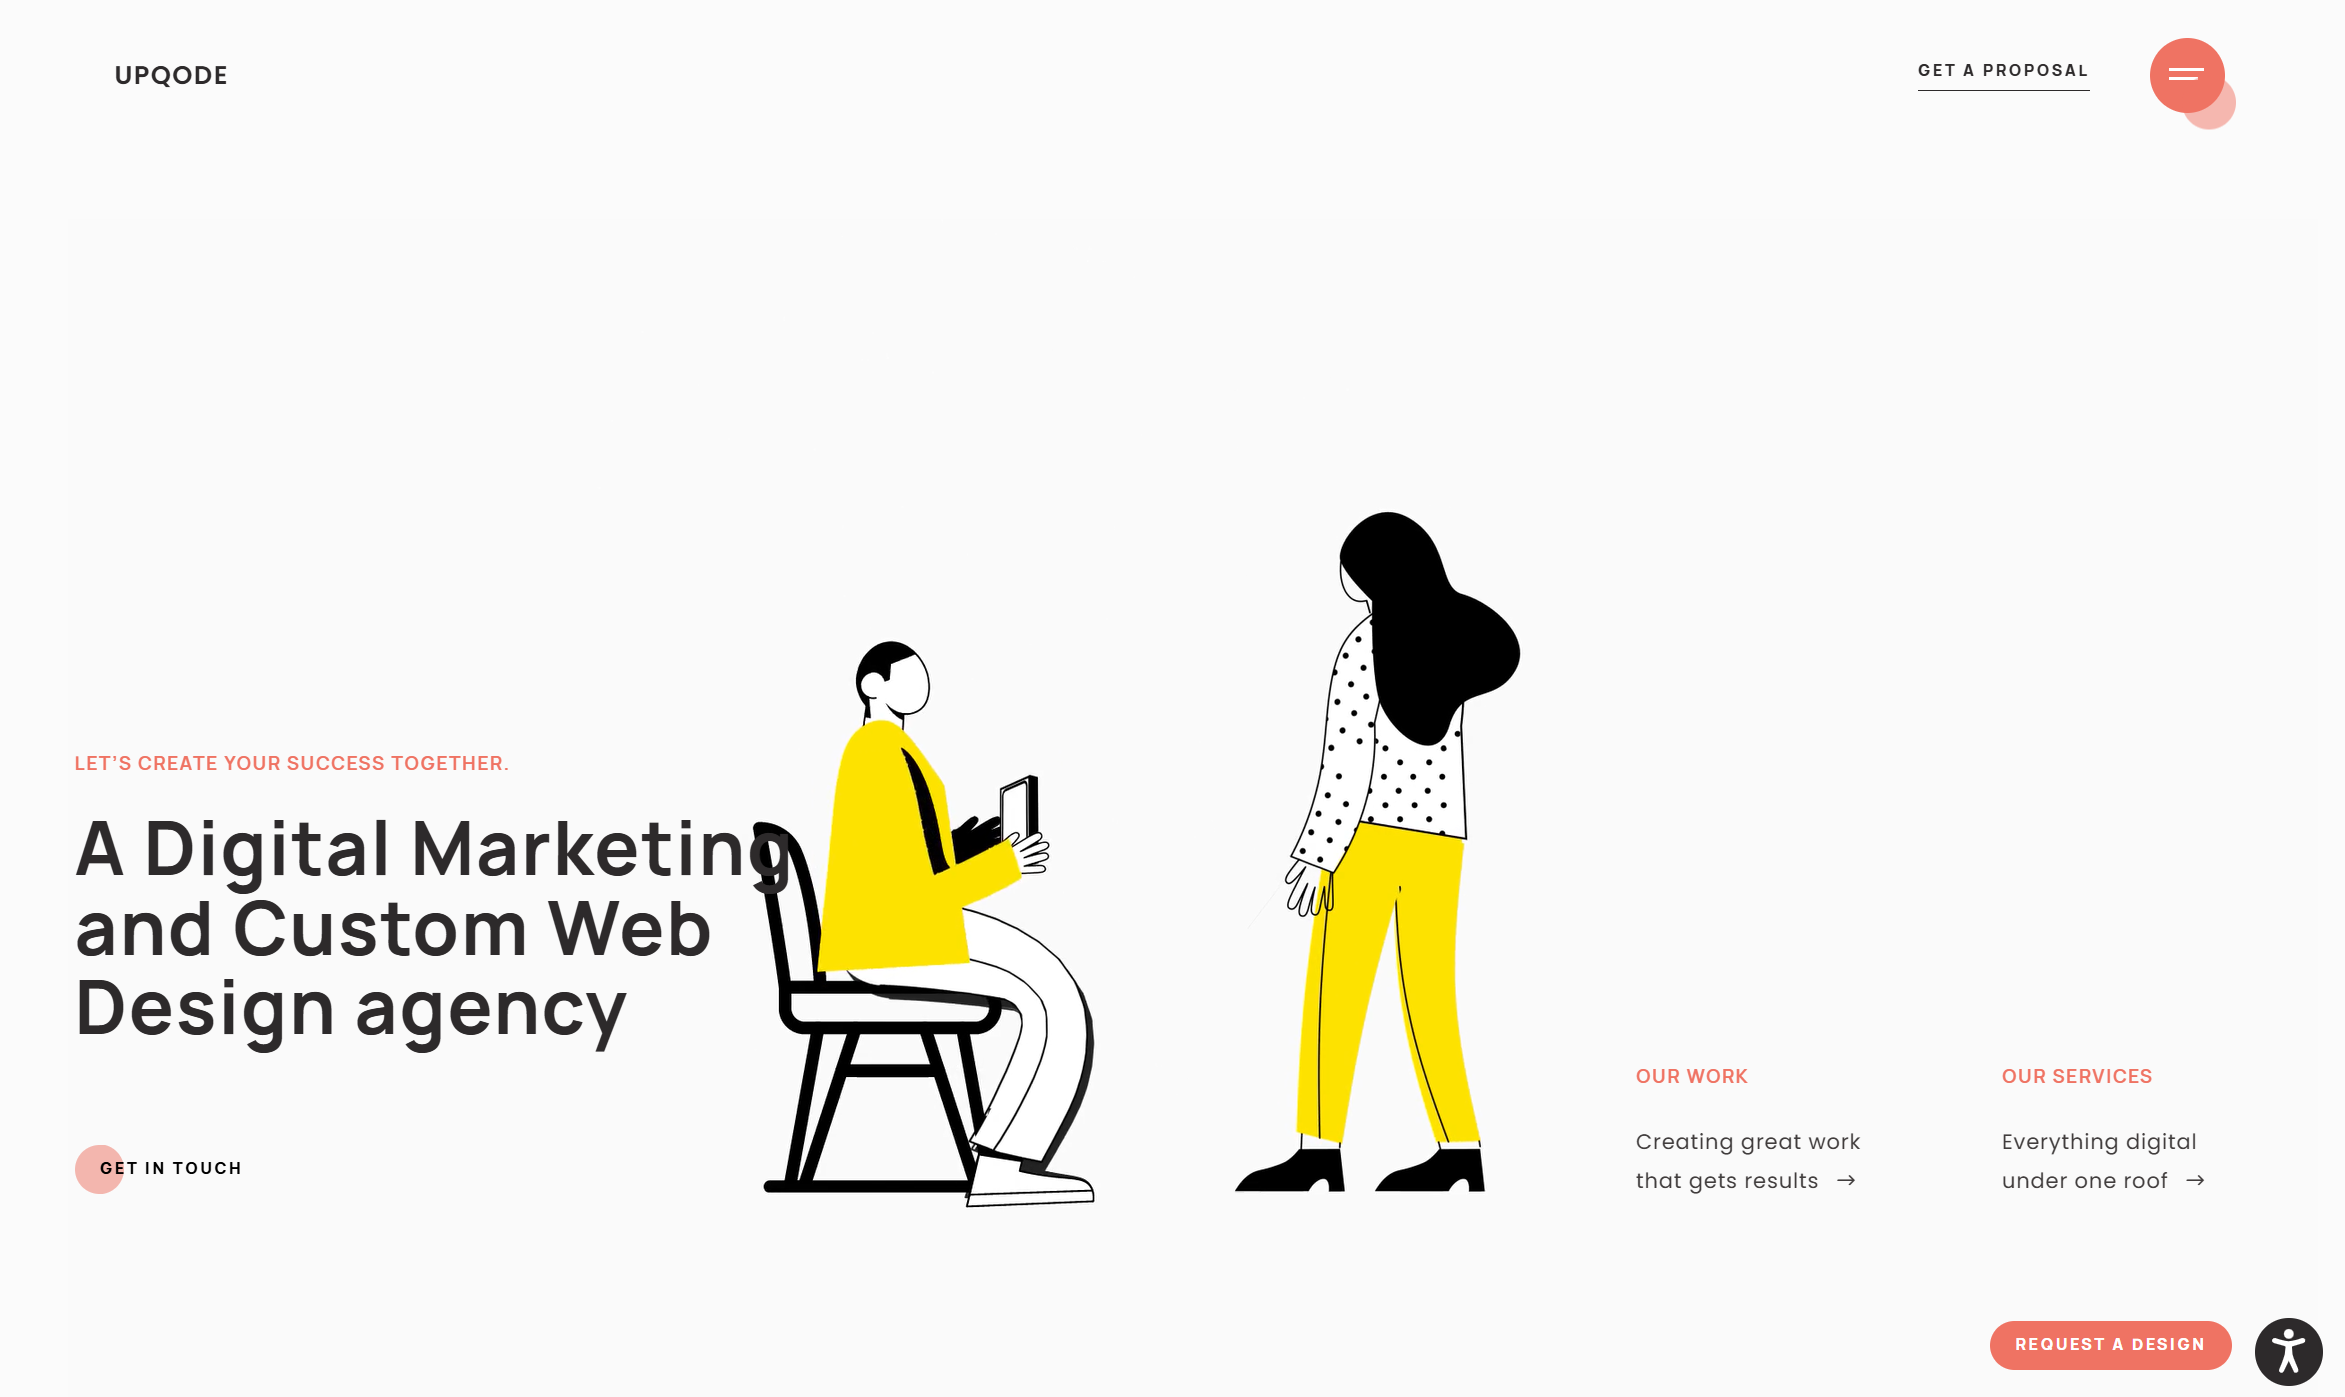 UPQODE
GET A PROPOSAL
LET’S CREATE YOUR SUCCESS TOGETHER.
A Digital Marketing
and Custom Web
Design agency
GET IN TOUCH
OUR WORK
Creating great work
that gets results →
OUR SERVICES
Everything digital
under one roof →
REQUEST A DESIGN